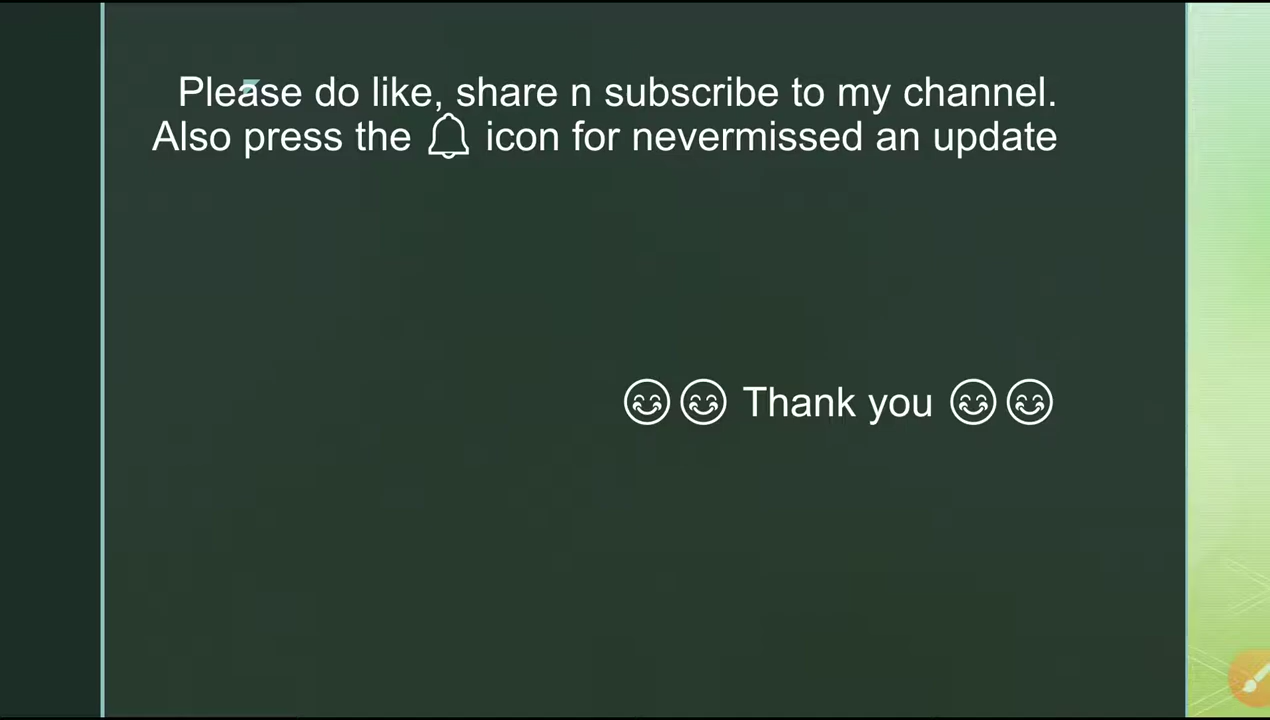 Please do like, share n subscribe to my channel.
Also press the 🔔 icon for nevermissed an update
😊😊 Thank you 😊😊